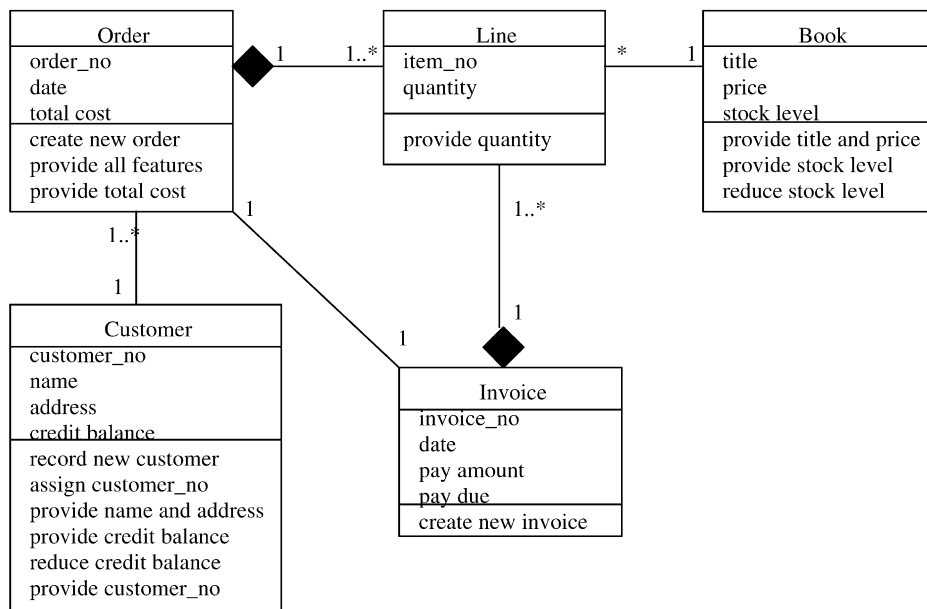 Order
order_no
date
total cost
create new order
provide all features
provide total cost
1
1..*
Line
item_no
quantity
provide quantity
*
1
Book
title
price
stock level
provide title and price
provide stock level
reduce stock level
1
1..*
1..*
1
1
1
Customer
customer_no
name
address
credit balance
record new customer
assign customer_no
provide name and address
provide credit balance
reduce credit balance
provide customer_no
Invoice
invoice_no
date
pay amount
pay due
create new invoice